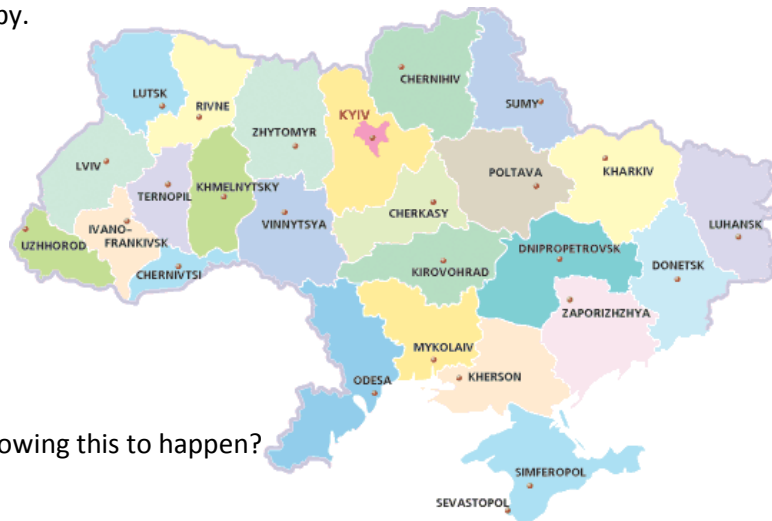 by.
CHERNIHIV
LUTSK
SUMY
RIVNE
KYIV
ZHYTOMYR
LVIV
POLTAVA
KHARKIV
TERNOPIL
KHMELNYTSKY
CHERKASY
IVANO-
FRANKIVSK
VINNYTSYA
LUHANSK
UZHHOROD
DNIPROPETROVSK
DONETSK
CHERNIVTSI
KIROVOHRAD
ZAPORIZHZHYA
MYKOLAIV
ODESA
KHERSON
owing this to happen?
SIMFEROPOL
SEVASTOPOL